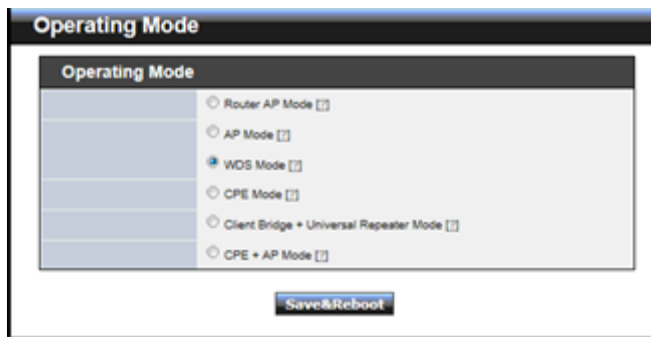 Operating Mode
Operating Mode
Router AP Mode [?]
AP Mode [?]
WDS Mode [?]
CPE Mode [?]
Client Bridge + Universal Repeater Mode [?]
CPE + AP Mode [?]
Save&Reboot